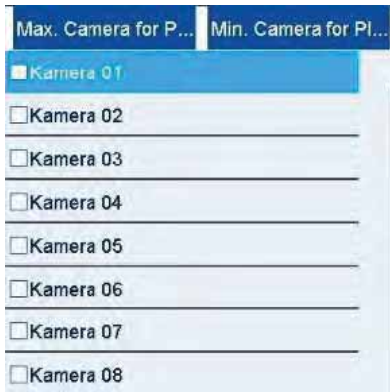 Max. Camera for P... Min. Camera for Pl...
Kamera 01
Kamera 02
Kamera 03
Kamera 04
Kamera 05
Kamera 06
Kamera 07
Kamera 08